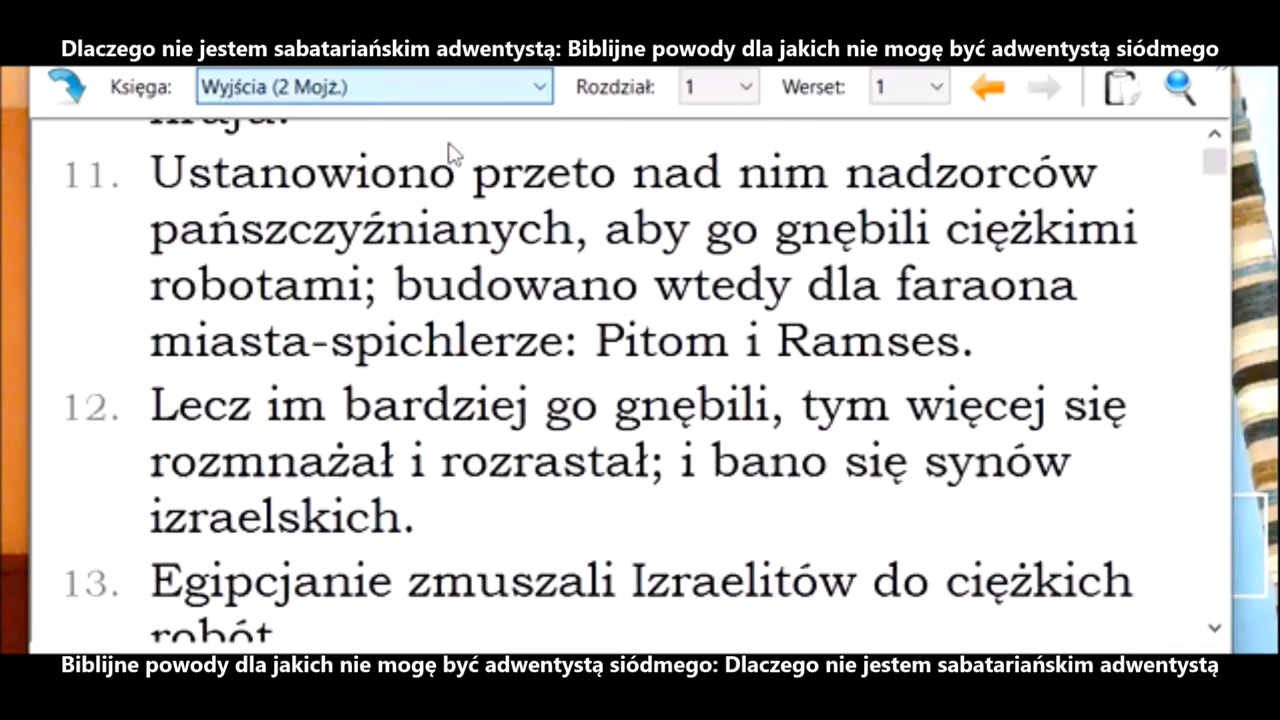 Dlaczego nie jestem sabatariańskim adwentystą: Biblijne powody dla jakich nie mogę być adwentystą siódmego
Księga: Wyjścia (2 Mojż.) Rozdział: 1 Werset: 1
kraju.
11. Ustanowiono przeto nad nim nadzorców
pańszczyźnianych, aby go gnębili ciężkimi
robotami; budowano wtedy dla faraona
miasta-spichlerze: Pitom i Ramses.
12. Lecz im bardziej go gnębili, tym więcej się
rozmnażał i rozrastał; i bano się synów
izraelskich.
13. Egipcjanie zmuszali Izraelitów do ciężkich
robót
Biblijne powody dla jakich nie mogę być adwentystą siódmego: Dlaczego nie jestem sabatariańskim adwentystą